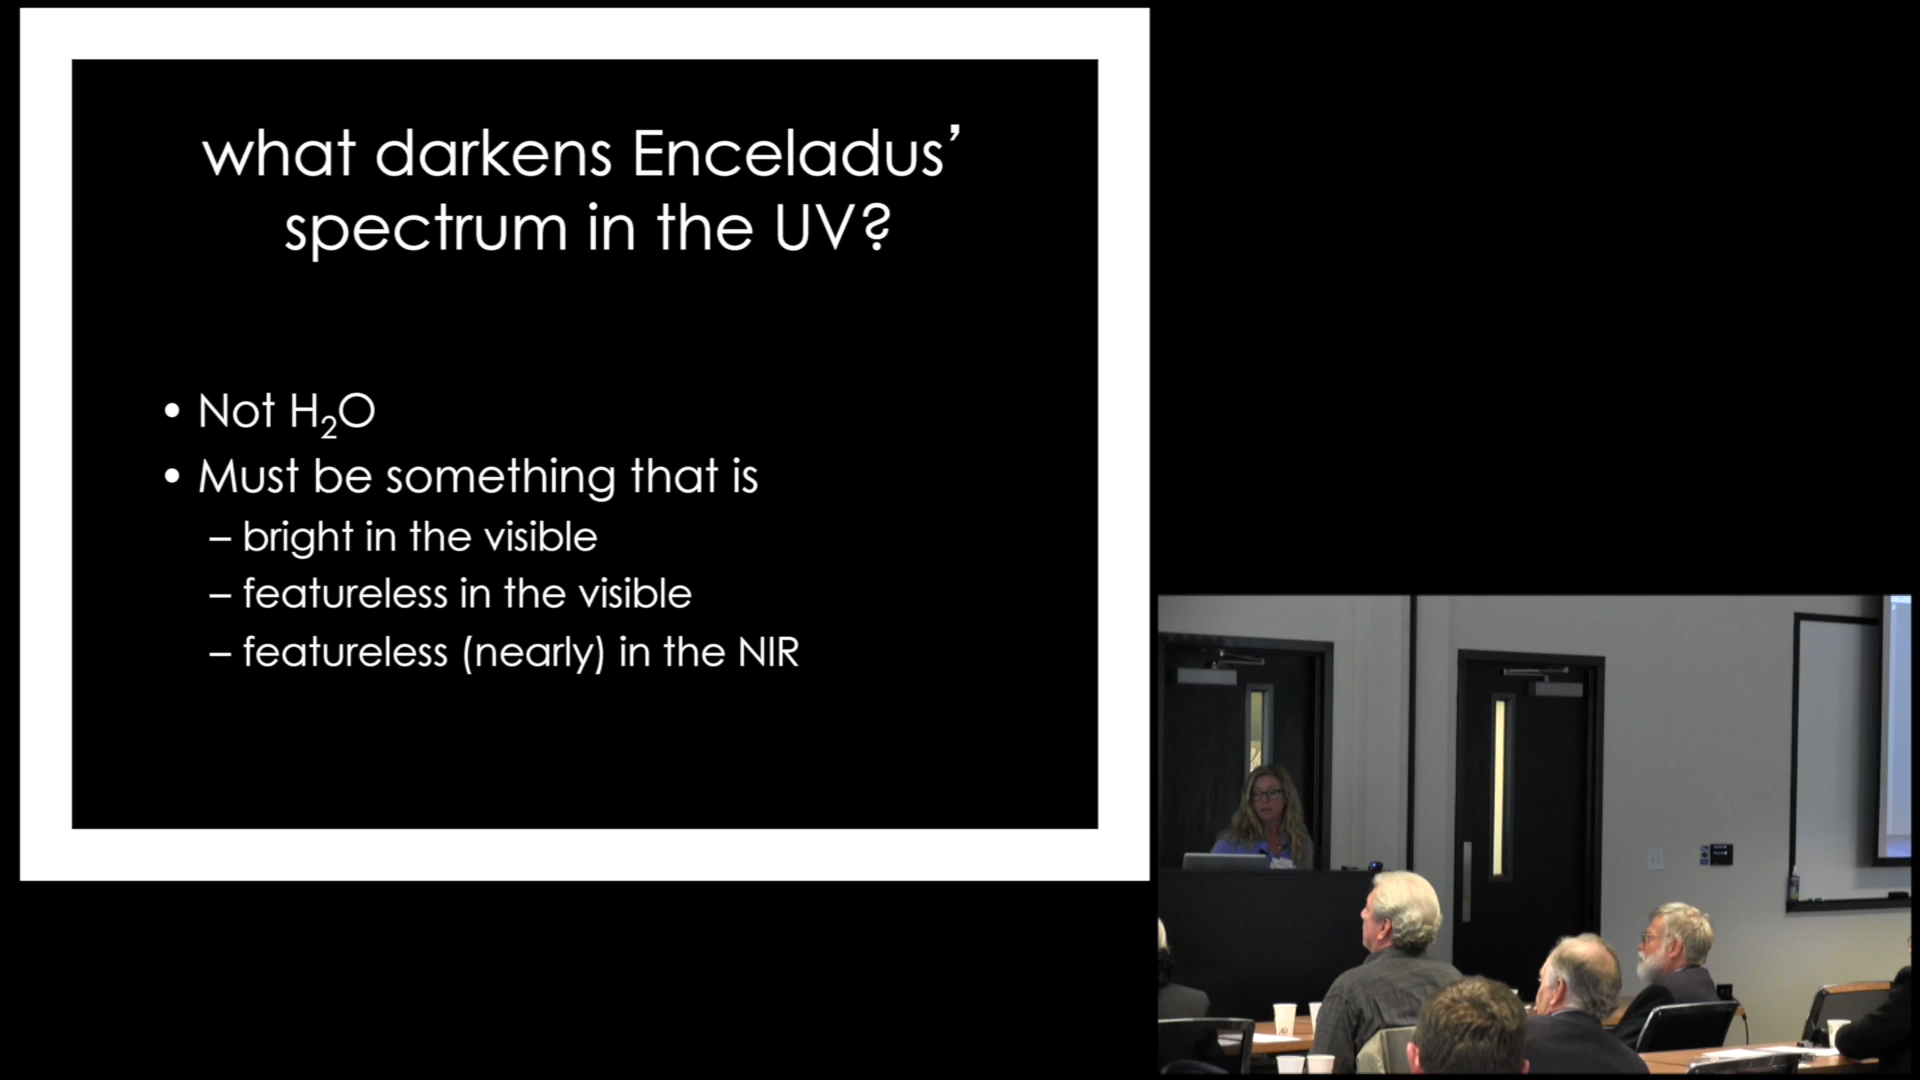 what darkens Enceladus’
spectrum in the UV?
• Not H₂O
• Must be something that is
– bright in the visible
– featureless in the visible
– featureless (nearly) in the NIR